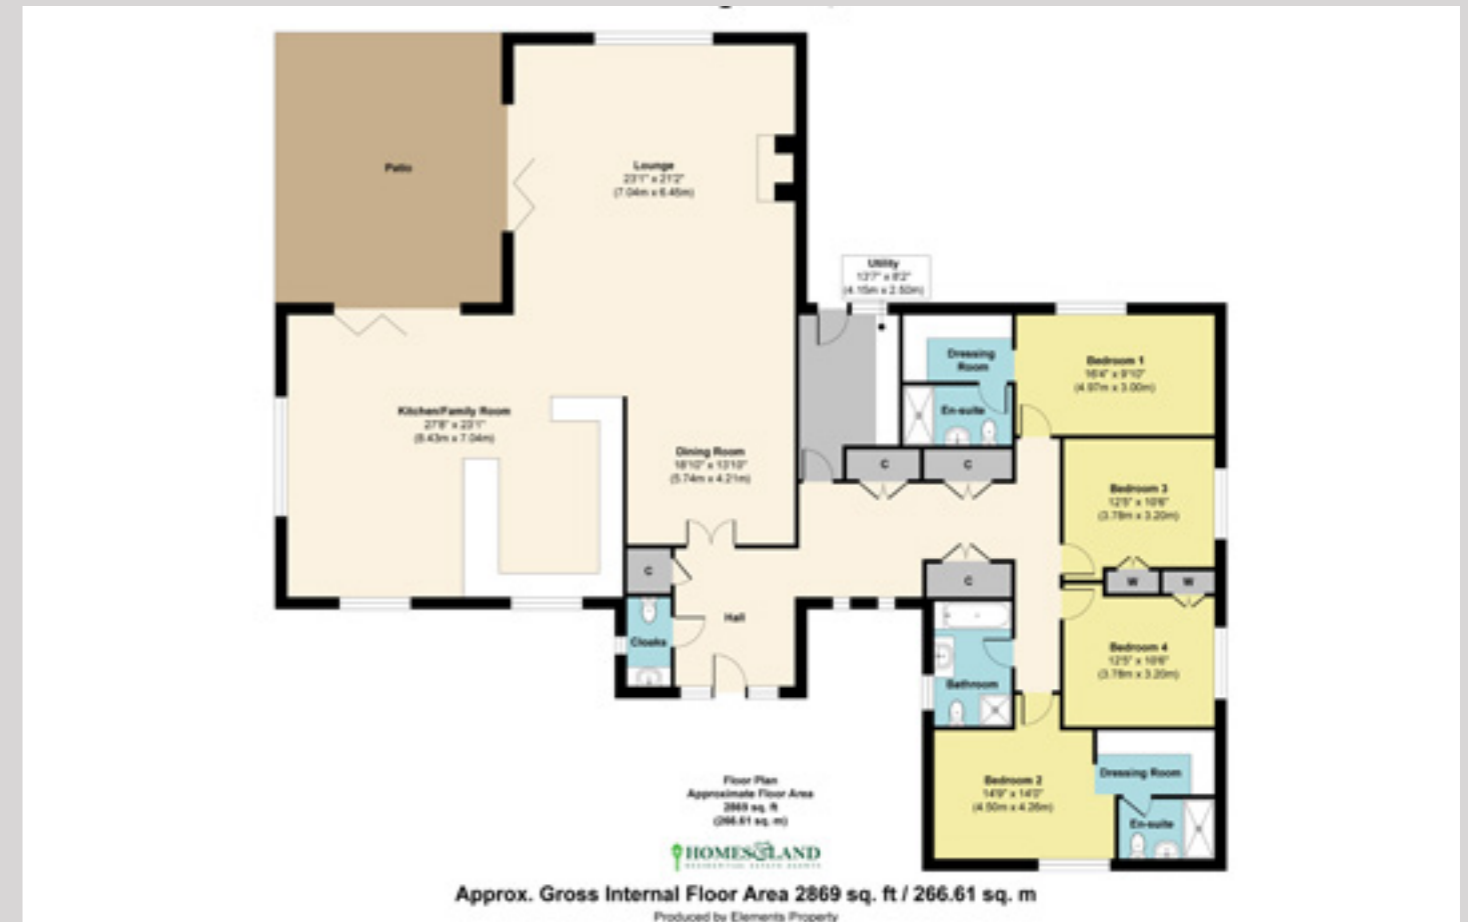 Patio
Lounge
23'1" x 21'2"
(7.04m x 6.45m)
Utility
13'7" x 8'2"
(4.15m x 2.50m)
Dressing
Room
Bedroom 1
16'4" x 9'10"
(4.97m x 3.00m)
En-suite
Kitchen/Family Room
27'8" x 23'1"
(8.43m x 7.04m)
Dining Room
18'10" x 13'10"
(5.74m x 4.21m)
C
C
Bedroom 3
12'5" x 10'6"
(3.78m x 3.20m)
C
C
W
W
Hall
Cloaks
Bedroom 4
12'5" x 10'6"
(3.78m x 3.20m)
Bathroom
Bedroom 2
14'9" x 14'0"
(4.50m x 4.26m)
Dressing Room
En-suite
Floor Plan
Approximate Floor Area
2869 sq. ft
(266.61 sq. m)
HOMES&LAND
RESIDENTIAL ESTATE AGENTS
Approx. Gross Internal Floor Area 2869 sq. ft / 266.61 sq. m
Produced by Elements Property